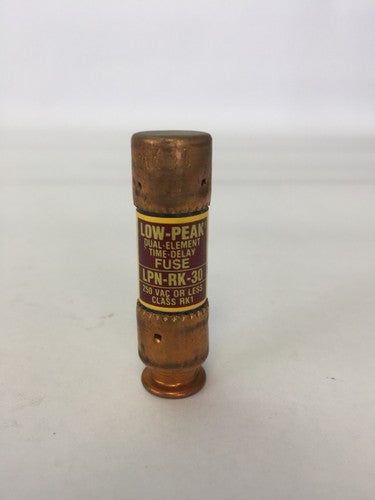 LOW-PEAK
DUAL-ELEMENT
TIME-DELAY
FUSE
LPN-RK-30
250 VAC OR LESS
CLASS RK1